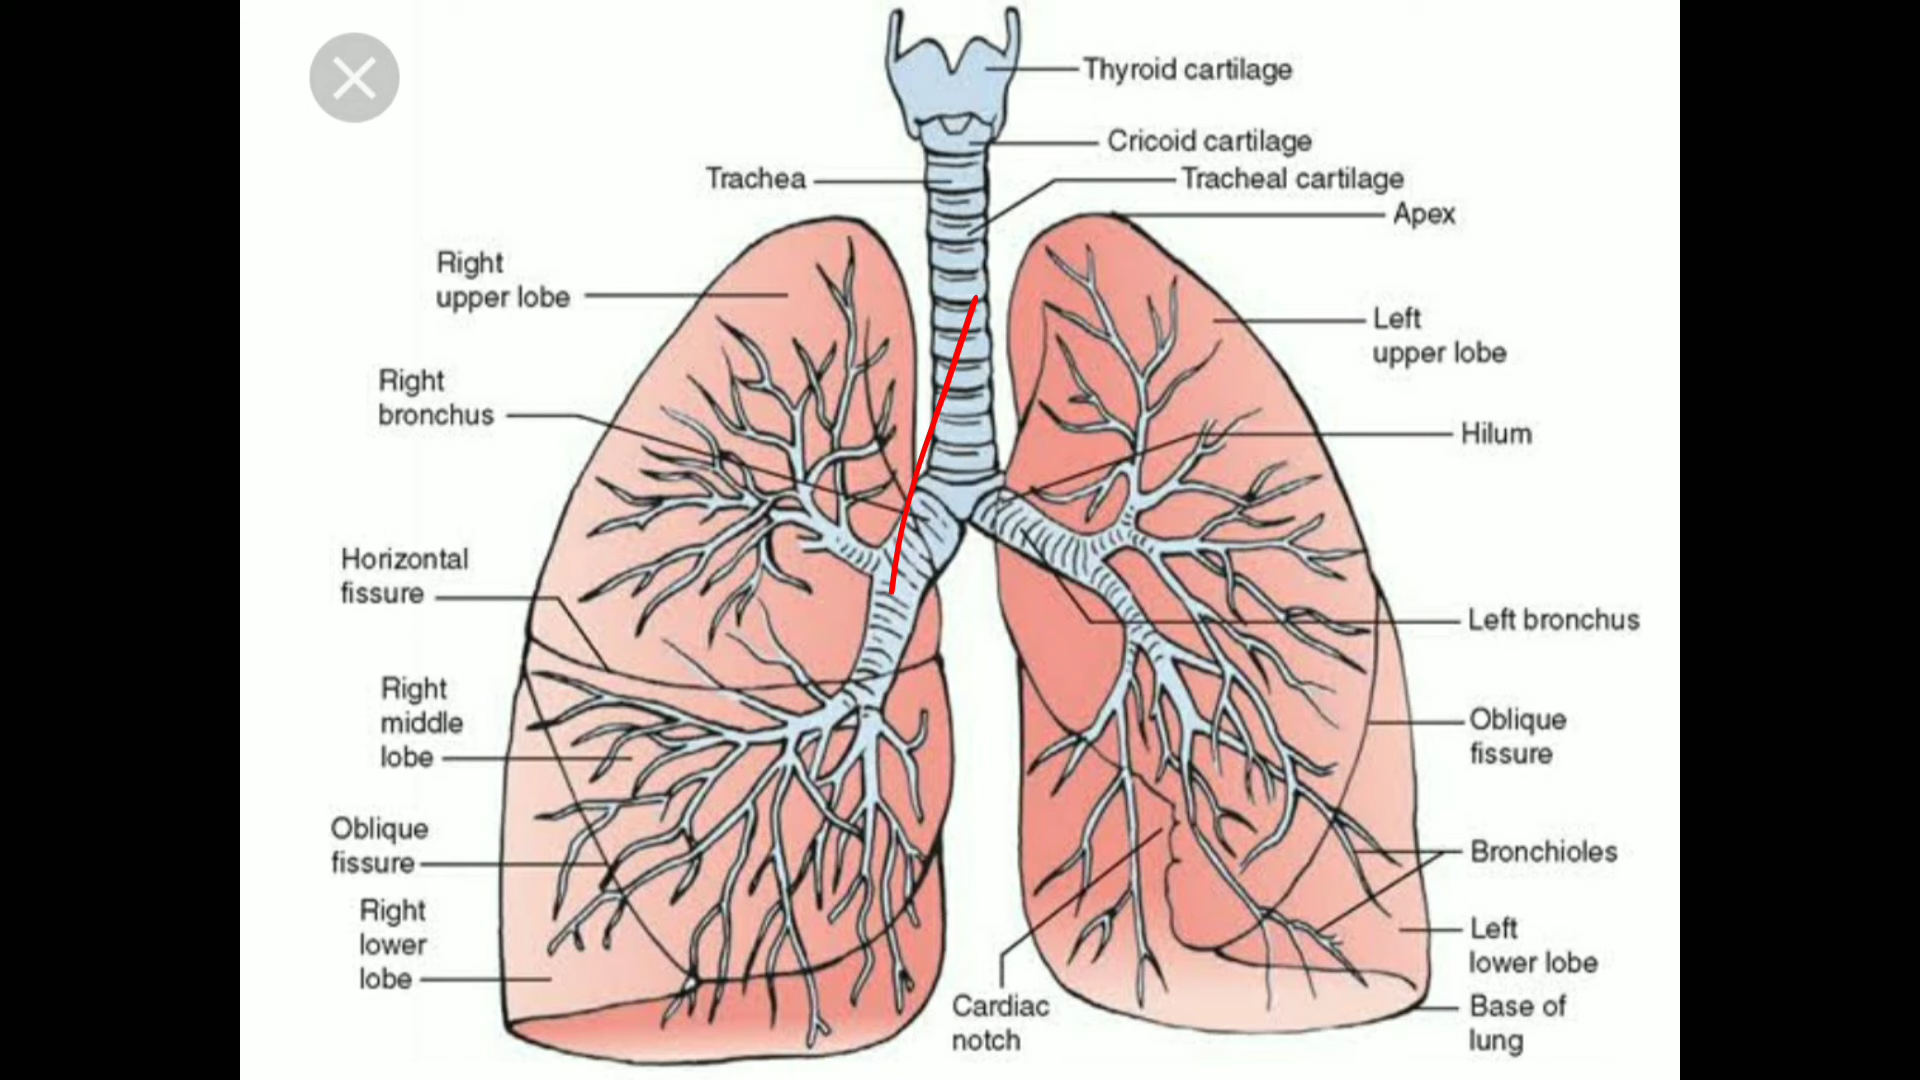 Thyroid cartilage
Cricoid cartilage
Trachea
Tracheal cartilage
Apex
Right
upper lobe
Left
upper lobe
Right
bronchus
Hilum
Horizontal
fissure
Left bronchus
Right
middle
lobe
Oblique
fissure
Oblique
fissure
Bronchioles
Right
lower
lobe
Left
lower lobe
Cardiac
notch
Base of
lung